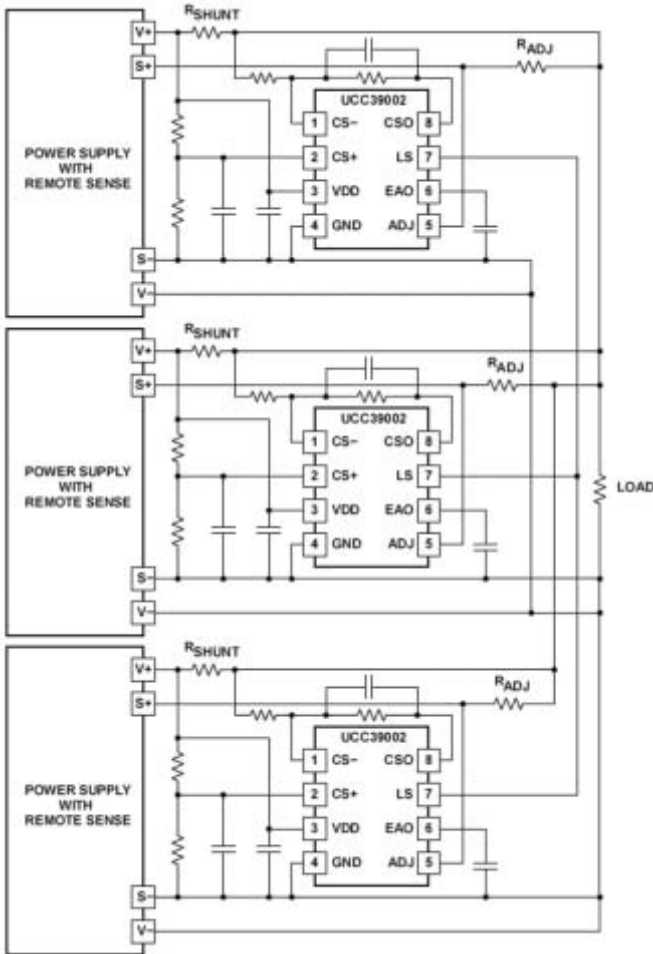 RSHUNT
V+
S+
RADJ
UCC39002
1 CS− CSO 8
2 CS+ LS 7
3 VDD EAO 6
4 GND ADJ 5
POWER SUPPLY
WITH
REMOTE SENSE
S−
V−
RSHUNT
V+
S+
RADJ
UCC39002
1 CS− CSO 8
2 CS+ LS 7
3 VDD EAO 6
4 GND ADJ 5
POWER SUPPLY
WITH
REMOTE SENSE
LOAD
S−
V−
RSHUNT
V+
S+
RADJ
UCC39002
1 CS− CSO 8
2 CS+ LS 7
3 VDD EAO 6
4 GND ADJ 5
POWER SUPPLY
WITH
REMOTE SENSE
S−
V−